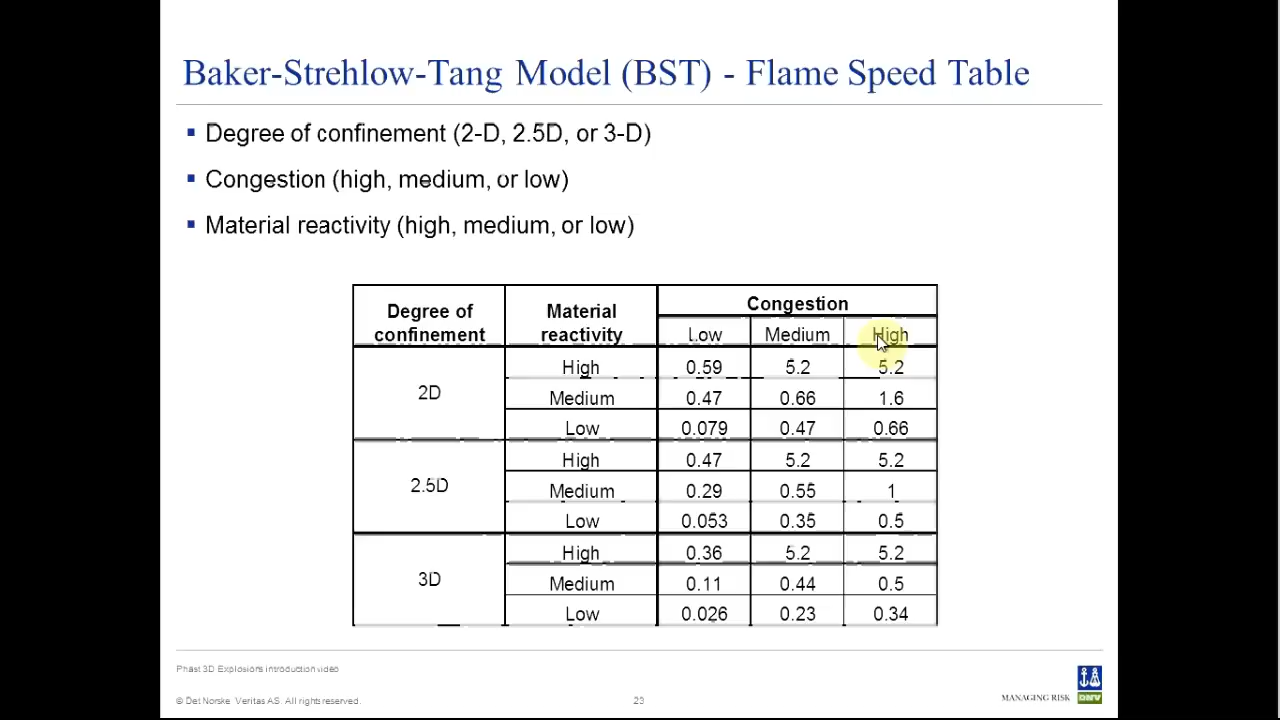 Baker-Strehlow-Tang Model (BST) - Flame Speed Table
Degree of confinement (2-D, 2.5D, or 3-D)
Congestion (high, medium, or low)
Material reactivity (high, medium, or low)
Degree of confinement Material reactivity Congestion
Low Medium High
2D
High 0.59 5.2 5.2
Medium 0.47 0.66 1.6
Low 0.079 0.47 0.66
2.5D
High 0.47 5.2 5.2
Medium 0.29 0.55 1
Low 0.053 0.35 0.5
3D
High 0.36 5.2 5.2
Medium 0.11 0.44 0.5
Low 0.026 0.23 0.34
Phast 3D Explosions introduction video
© Det Norske Veritas AS. All rights reserved.
23
MANAGING RISK
DNV